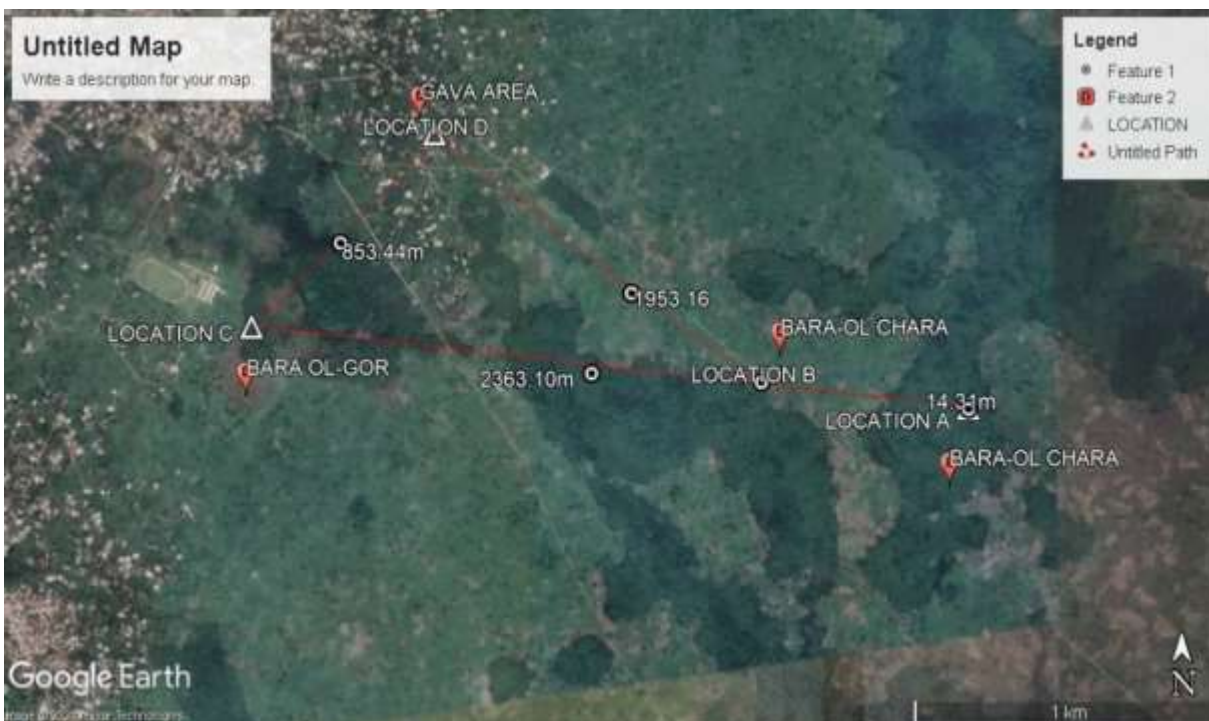 Untitled Map
Write a description for your map.
Legend
Feature 1
Feature 2
LOCATION
Untitled Path
GAVA AREA
LOCATION D
853.44m
1953.16
LOCATION C
BARA-OL CHARA
BARA OL-GOR
2363.10m
LOCATION B
14.31m
LOCATION A
BARA-OL CHARA
Google Earth
N
1 km